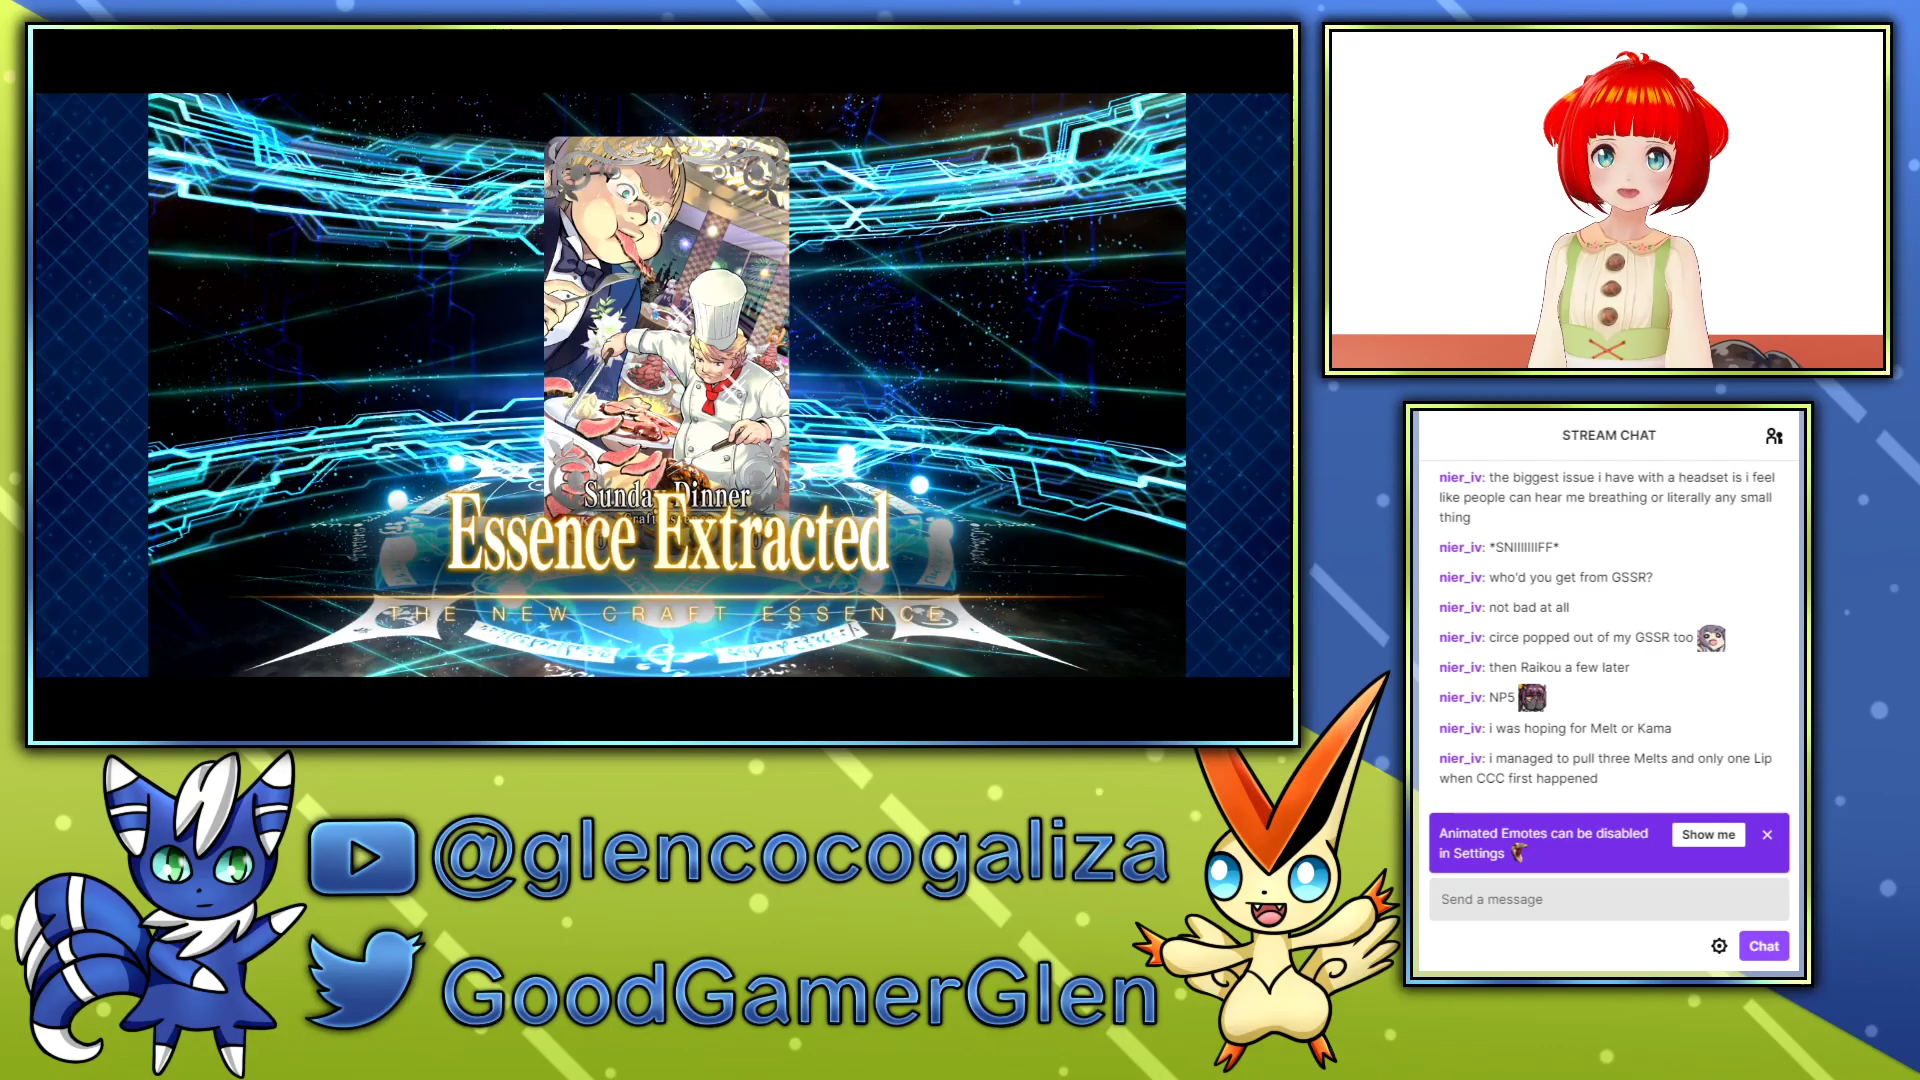 Sunday Dinner
Essence Extracted
THE NEW CRAFT ESSENCE
STREAM CHAT
nier_iv: the biggest issue i have with a headset is i feel
like people can hear me breathing or literally any small
thing
nier_iv: *SNIIIIIIIFF*
nier_iv: who'd you get from GSSR?
nier_iv: not bad at all
nier_iv: circe popped out of my GSSR too
nier_iv: then Raikou a few later
nier_iv: NP5
nier_iv: i was hoping for Melt or Kama
nier_iv: i managed to pull three Melts and only one Lip
when CCC first happened
Animated Emotes can be disabled
in Settings
Show me
Send a message
Chat
@glencocogaliza
GoodGamerGlen